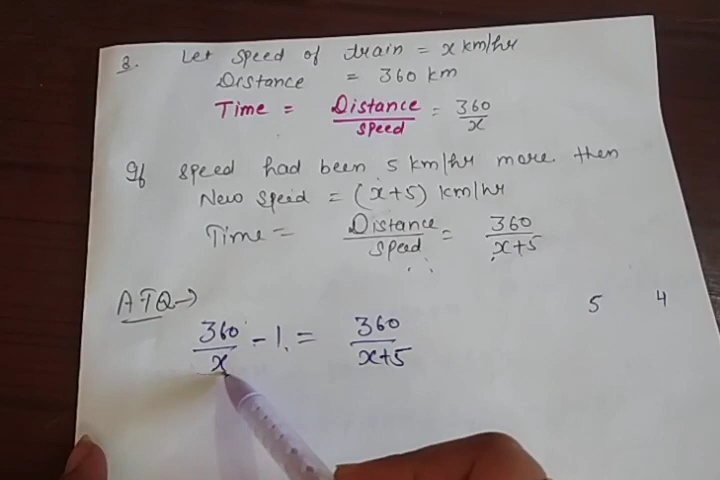 3. Let speed of train = x km/hr
Distance = 360 km
Time = Distance/speed = 360/x
If speed had been 5 km/hr more then
New speed = (x+5) km/hr
Time = Distance/speed = 360/x+5
ATQ→
5 4
360/x - 1 = 360/x+5